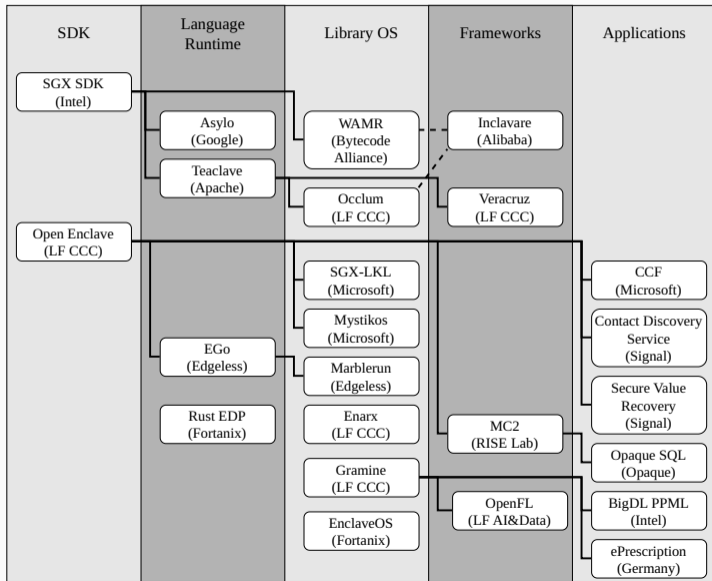 SDK
Language
Runtime
Library OS
Frameworks
Applications
SGX SDK
(Intel)
Asylo
(Google)
WAMR
(Bytecode
Alliance)
Inclavare
(Alibaba)
Teaclave
(Apache)
Occlum
(LF CCC)
Veracruz
(LF CCC)
Open Enclave
(LF CCC)
SGX-LKL
(Microsoft)
CCF
(Microsoft)
Mystikos
(Microsoft)
Contact Discovery
Service
(Signal)
EGo
(Edgeless)
Marblerun
(Edgeless)
Secure Value
Recovery
(Signal)
Rust EDP
(Fortanix)
Enarx
(LF CCC)
MC2
(RISE Lab)
Opaque SQL
(Opaque)
Gramine
(LF CCC)
OpenFL
(LF AI&Data)
BigDL PPML
(Intel)
EnclaveOS
(Fortanix)
ePrescription
(Germany)